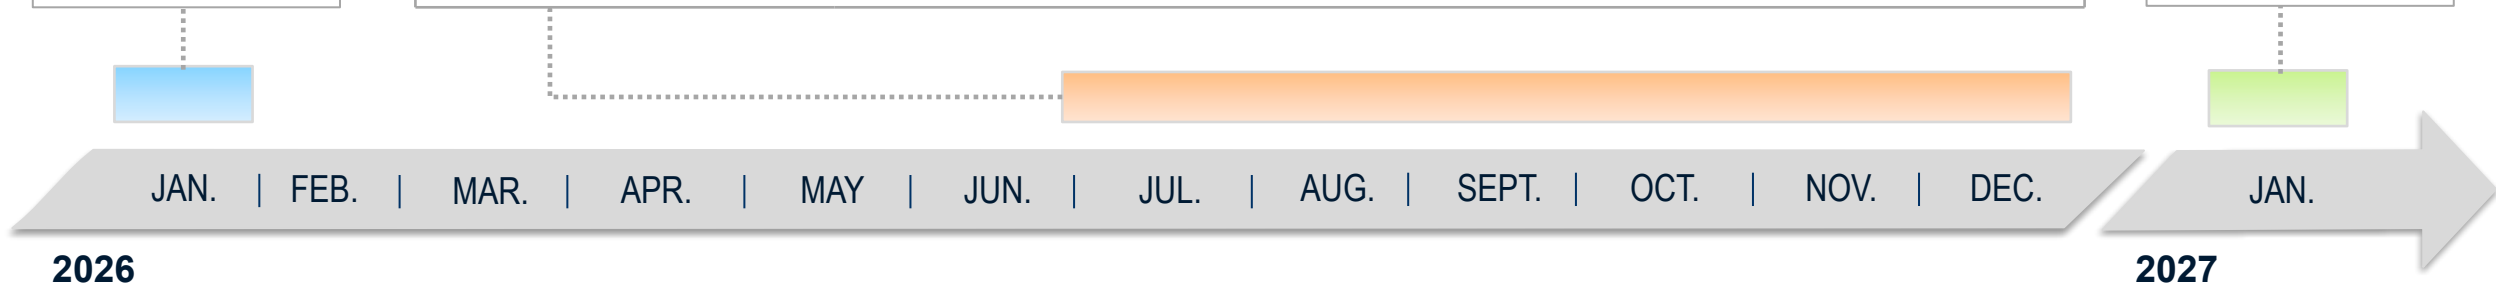 JAN. | FEB. | MAR. | APR. | MAY | JUN. | JUL. | AUG. | SEPT. | OCT. | NOV. | DEC. JAN.
2026 2027